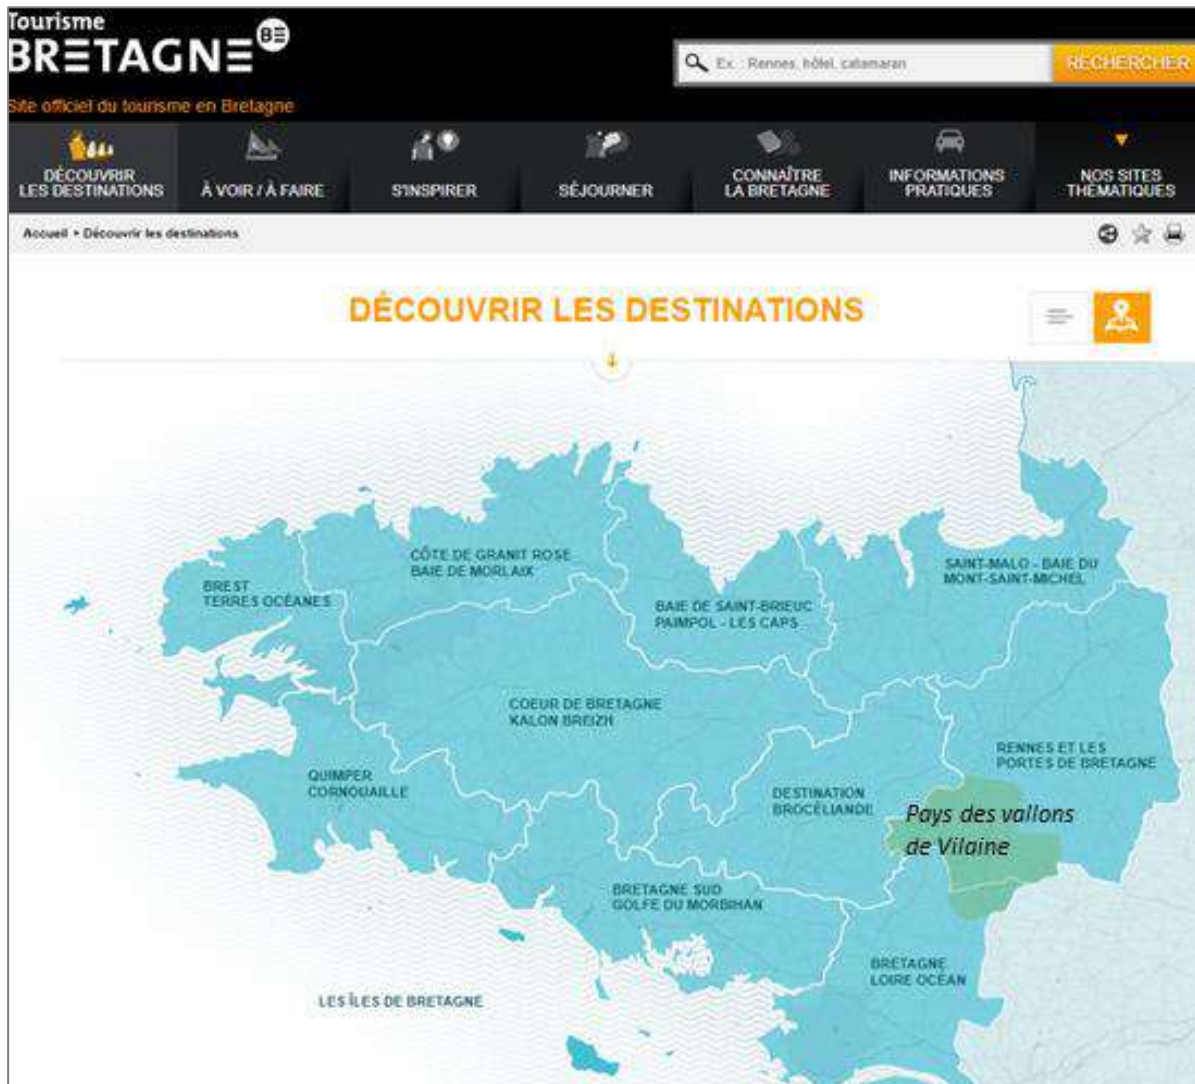 Tourisme
BRETAGNE BE
Site officiel du tourisme en Bretagne
Ex. : Rennes, hôtel, catamaran
RECHERCHER
DÉCOUVRIR
LES DESTINATIONS
À VOIR / À FAIRE
S'INSPIRER
SÉJOURNER
CONNAÎTRE
LA BRETAGNE
INFORMATIONS
PRATIQUES
NOS SITES
THÉMATIQUES
Accueil • Découvrir les destinations
DÉCOUVRIR LES DESTINATIONS
CÔTE DE GRANIT ROSE
BAIE DE MORLAIX
SAINT-MALO - BAIE DU
MONT-SAINT-MICHEL
BREST
TERRES OCÉANES
BAIE DE SAINT-BRIEUC
PAIMPOL - LES CAPS
COEUR DE BRETAGNE
KALON BREIZH
RENNES ET LES
PORTES DE BRETAGNE
QUIMPER
CORNOUAILLE
DESTINATION
BROCÉLIANDE
Pays des vallons
de Vilaine
BRETAGNE SUD
GOLFE DU MORBIHAN
BRETAGNE
LOIRE OCÉAN
LES ÎLES DE BRETAGNE